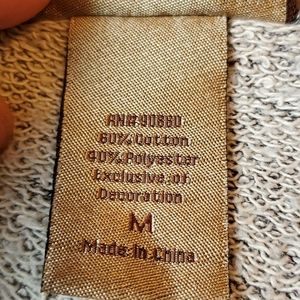 RN# 90860
60% Cotton
40% Polyester
Exclusive of
Decoration
M
Made in China